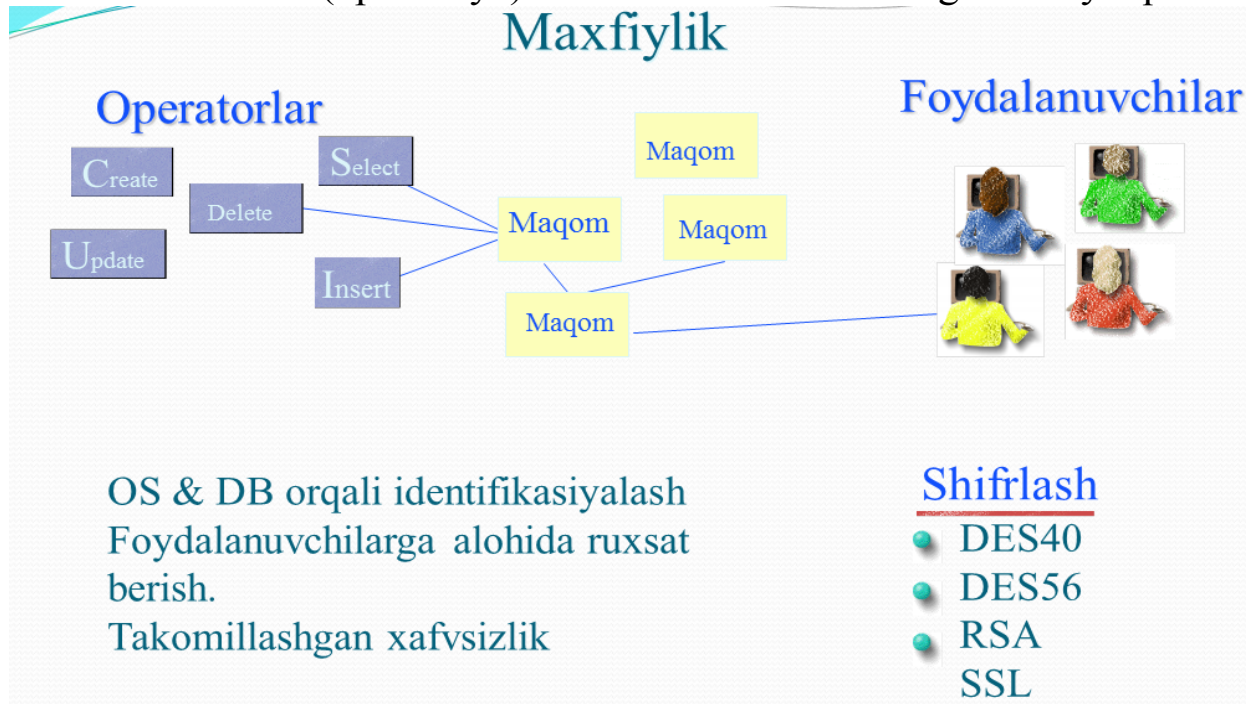 Maxfiylik
Operatorlar
Foydalanuvchilar
Create
Select
Delete
Update
Insert
Maqom
Maqom
Maqom
Maqom
OS & DB orqali identifikasiyalash
Foydalanuvchilarga alohida ruxsat
berish.
Takomillashgan xafvsizlik
Shifrlash
DES40
DES56
RSA
SSL